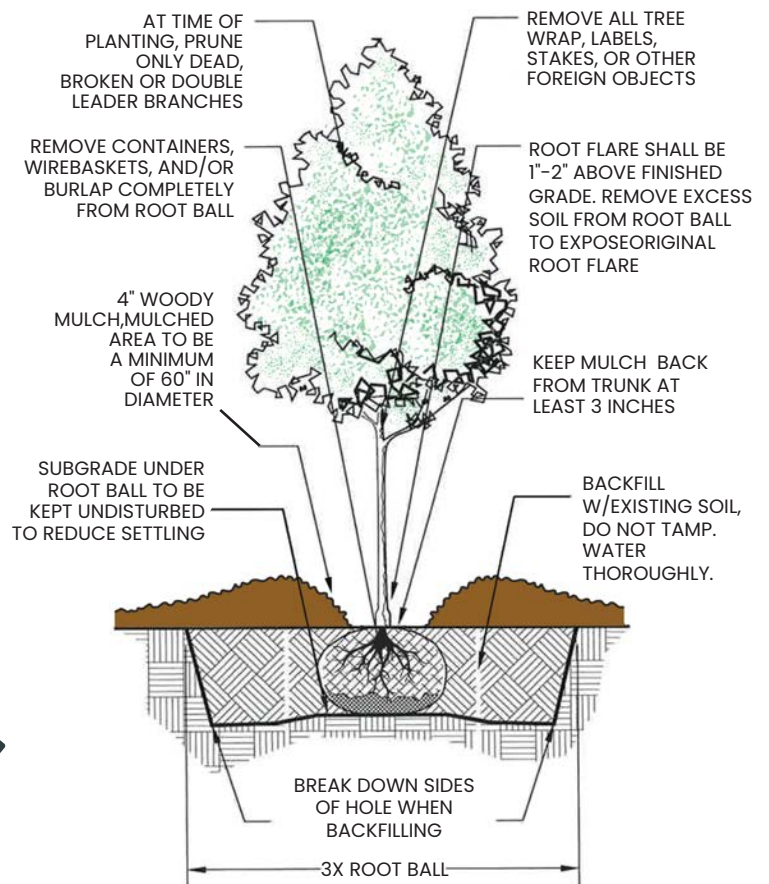 AT TIME OF
PLANTING, PRUNE
ONLY DEAD,
BROKEN OR DOUBLE
LEADER BRANCHES
REMOVE ALL TREE
WRAP, LABELS,
STAKES, OR OTHER
FOREIGN OBJECTS
REMOVE CONTAINERS,
WIREBASKETS, AND/OR
BURLAP COMPLETELY
FROM ROOT BALL
ROOT FLARE SHALL BE
1"-2" ABOVE FINISHED
GRADE. REMOVE EXCESS
SOIL FROM ROOT BALL
TO EXPOSEORIGINAL
ROOT FLARE
4" WOODY
MULCH,MULCHED
AREA TO BE
A MINIMUM
OF 60" IN
DIAMETER
KEEP MULCH BACK
FROM TRUNK AT
LEAST 3 INCHES
SUBGRADE UNDER
ROOT BALL TO BE
KEPT UNDISTURBED
TO REDUCE SETTLING
BACKFILL
W/EXISTING SOIL,
DO NOT TAMP.
WATER
THOROUGHLY.
BREAK DOWN SIDES
OF HOLE WHEN
BACKFILLING
3X ROOT BALL